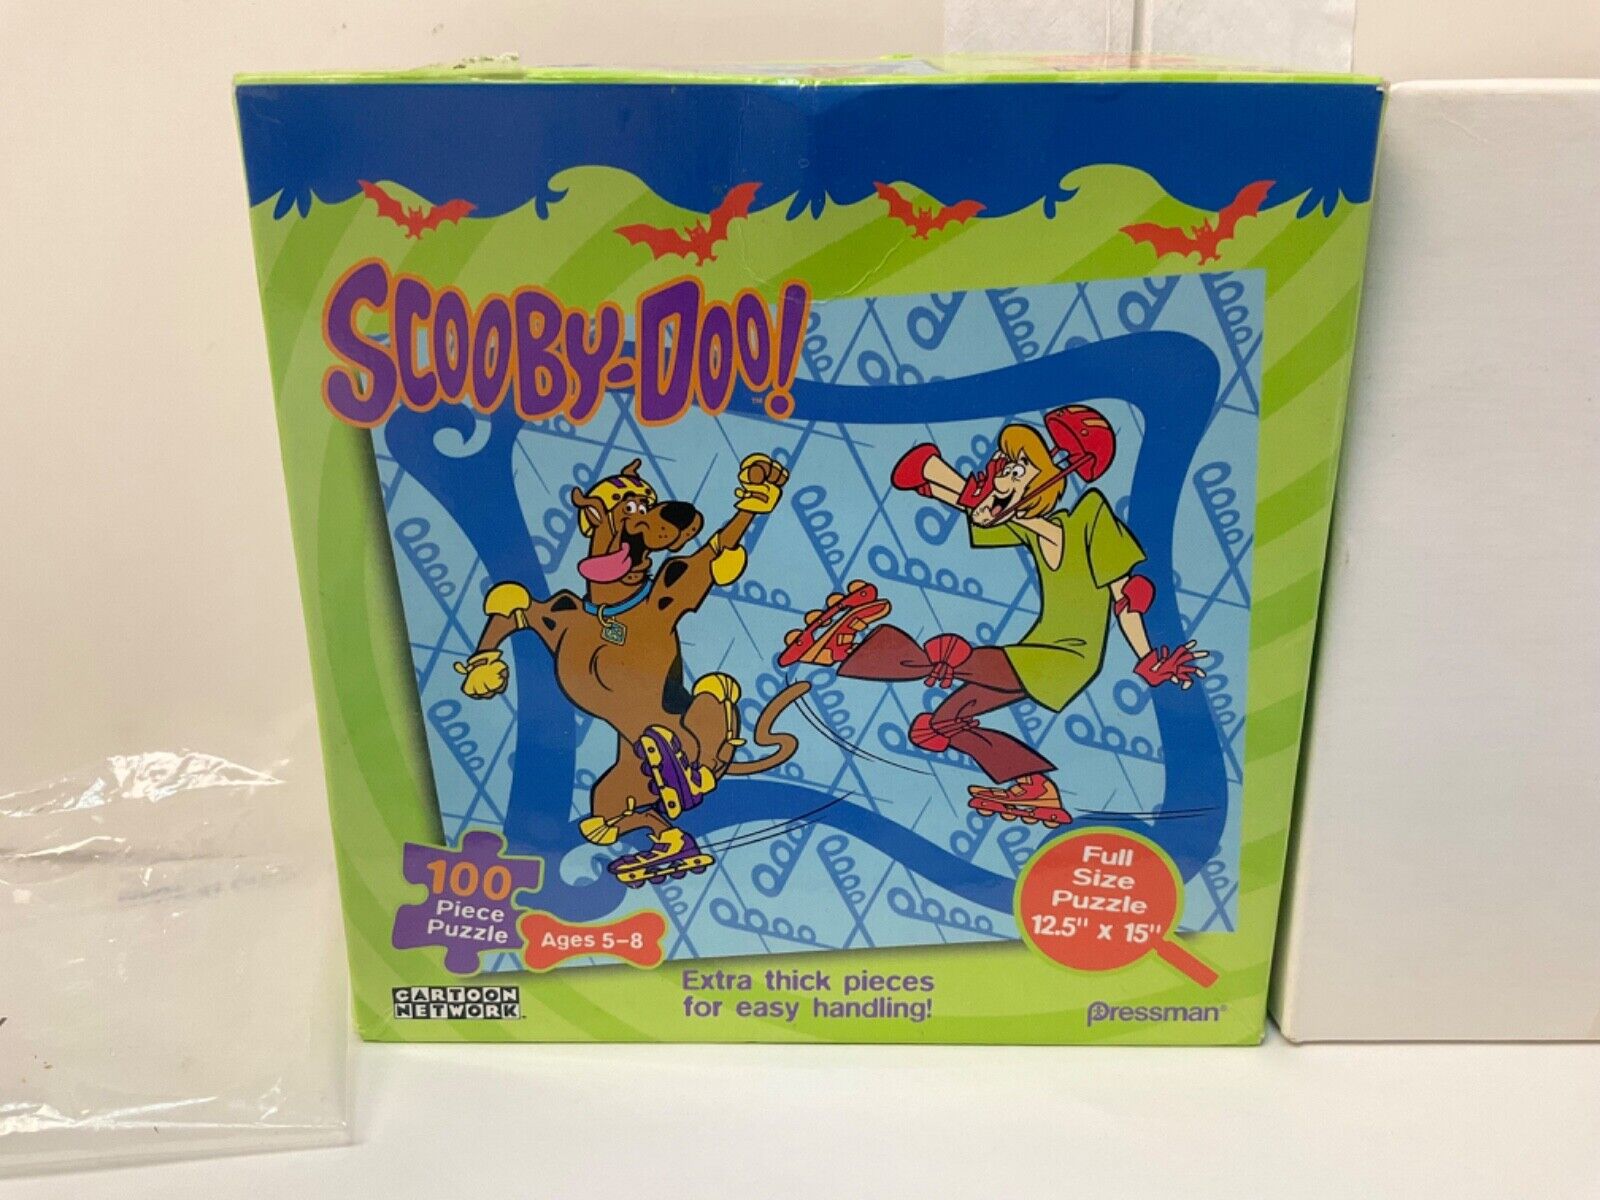 SCOOBY-DOO!
TM
100
Piece
Puzzle
Ages 5-8
Full
Size
Puzzle
12.5" x 15"
Extra thick pieces
for easy handling!
CARTOON
NETWORK
Pressman®